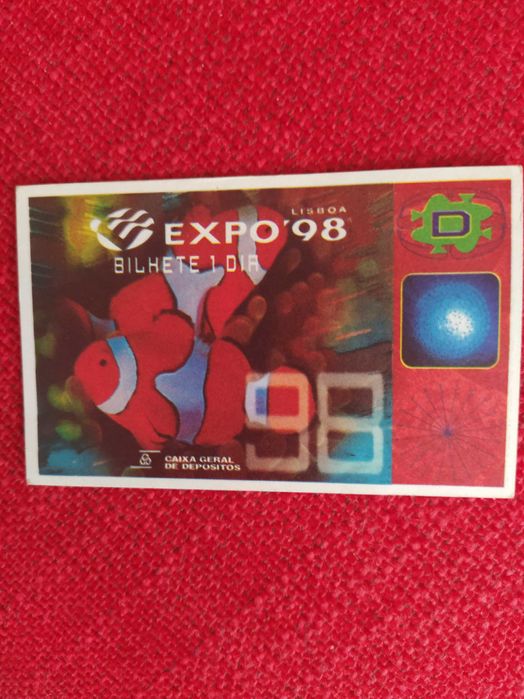 LISBOA
EXPO'98
BILHETE 1 DIA
D
98
CAIXA GERAL
DE DEPOSITOS